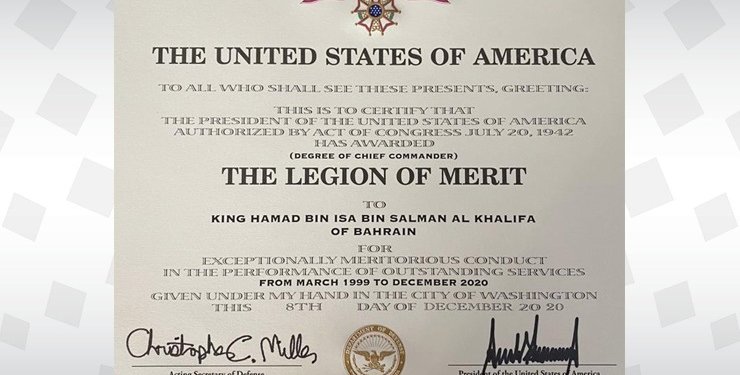 THE UNITED STATES OF AMERICA
TO ALL WHO SHALL SEE THESE PRESENTS, GREETING:
THIS IS TO CERTIFY THAT
THE PRESIDENT OF THE UNITED STATES OF AMERICA
AUTHORIZED BY ACT OF CONGRESS JULY 20, 1942
HAS AWARDED
(DEGREE OF CHIEF COMMANDER)
THE LEGION OF MERIT
TO
KING HAMAD BIN ISA BIN SALMAN AL KHALIFA
OF BAHRAIN
FOR
EXCEPTIONALLY MERITORIOUS CONDUCT
IN THE PERFORMANCE OF OUTSTANDING SERVICES
FROM MARCH 1999 TO DECEMBER 2020
GIVEN UNDER MY HAND IN THE CITY OF WASHINGTON
THIS 8TH DAY OF DECEMBER 20 20
Christopher C. Miller
Acting Secretary of Defense
President of the United States of America